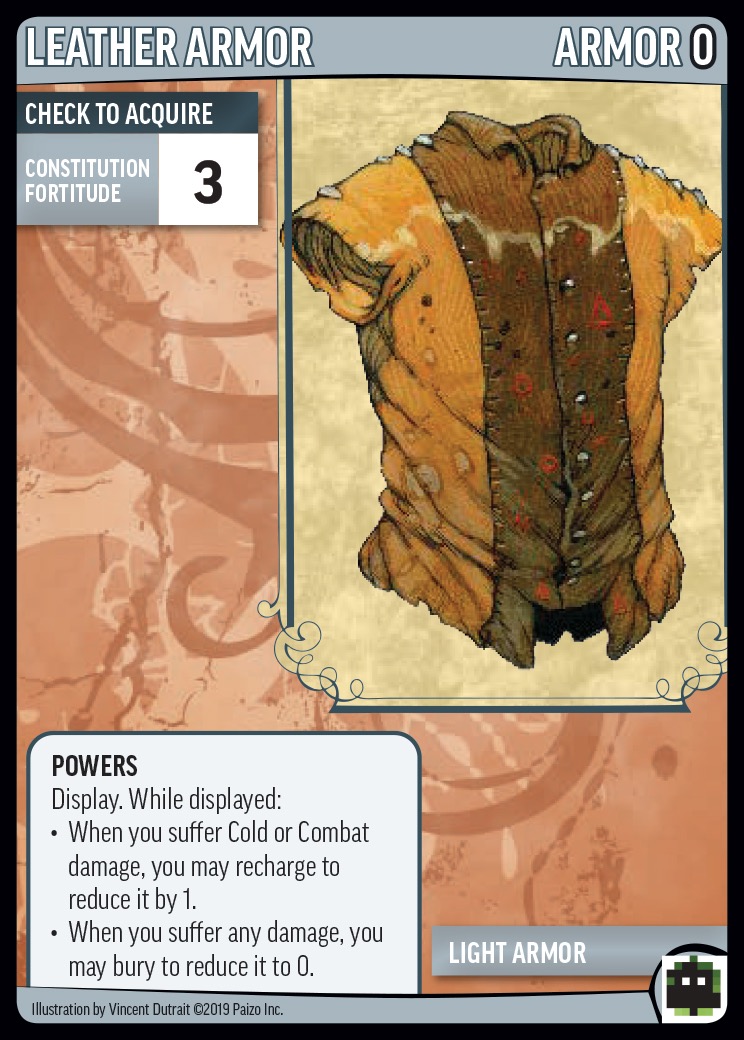 LEATHER ARMOR
ARMOR 0
CHECK TO ACQUIRE
CONSTITUTION
FORTITUDE
3
POWERS
Display. While displayed:
• When you suffer Cold or Combat
damage, you may recharge to
reduce it by 1.
• When you suffer any damage, you
may bury to reduce it to 0.
LIGHT ARMOR
Illustration by Vincent Dutrait ©2019 Paizo Inc.